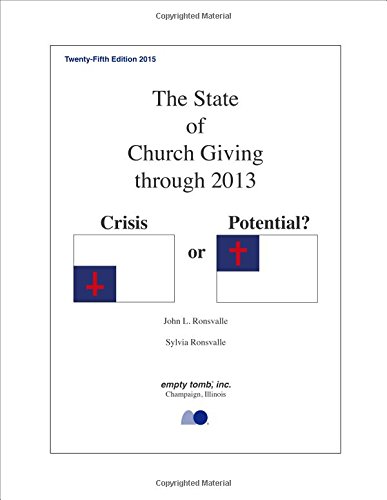 Copyrighted Material
Twenty-Fifth Edition 2015
The State
of
Church Giving
through 2013
Crisis
or
Potential?
John L. Ronsvalle
Sylvia Ronsvalle
empty tomb, inc.
Champaign, Illinois
Copyrighted Material